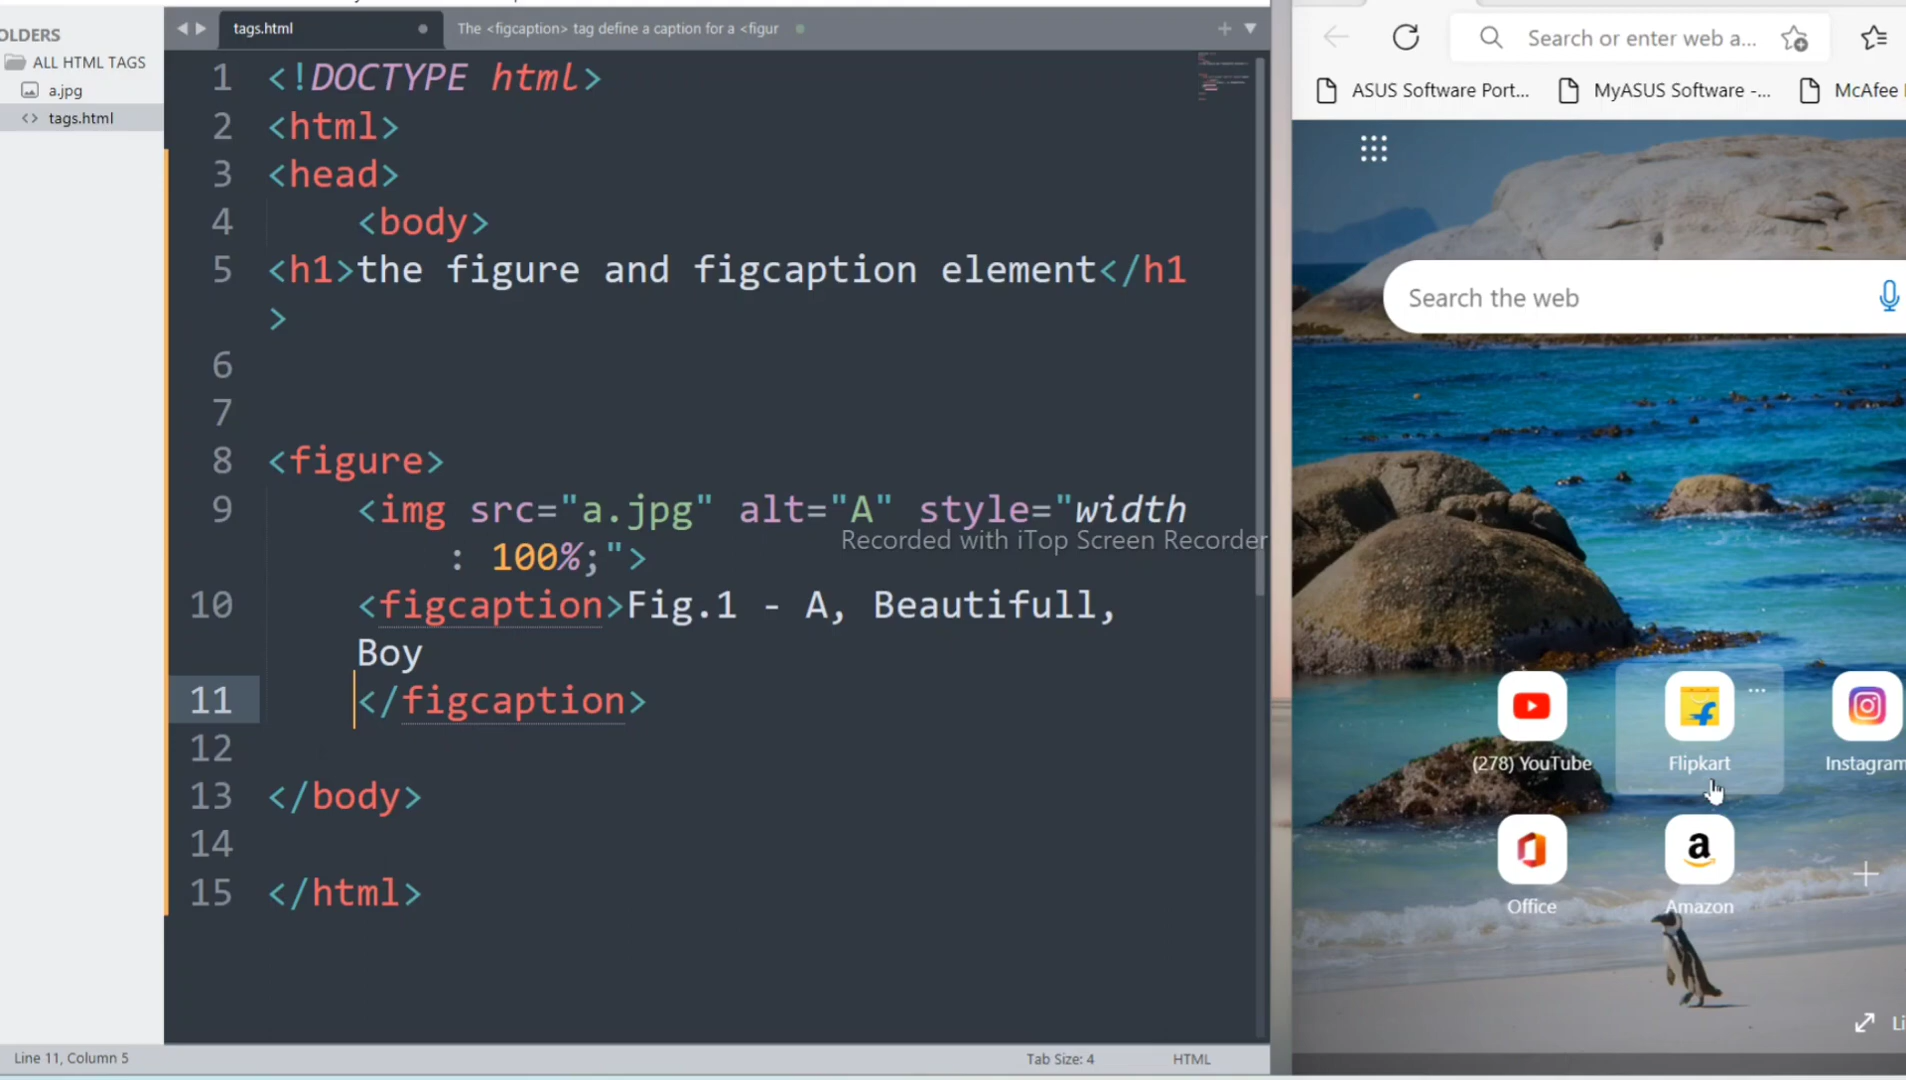 OLDERS
ALL HTML TAGS
a.jpg
tags.html
tags.html
The <figcaption> tag define a caption for a <figur
1 <!DOCTYPE html>
2 <html>
3 <head>
4 <body>
5 <h1>the figure and figcaption element</h1
>
6
7
8 <figure>
9 <img src="a.jpg" alt="A" style="width
: 100%;">
10 <figcaption>Fig.1 - A, Beautifull,
Boy
11 </figcaption>
12
13 </body>
14
15 </html>
Recorded with iTop Screen Recorder
Line 11, Column 5
Tab Size: 4
HTML
Search or enter web a...
ASUS Software Port...
MyASUS Software -...
McAfee
Search the web
(278) YouTube
Flipkart
Instagram
Office
a
Amazon
Li